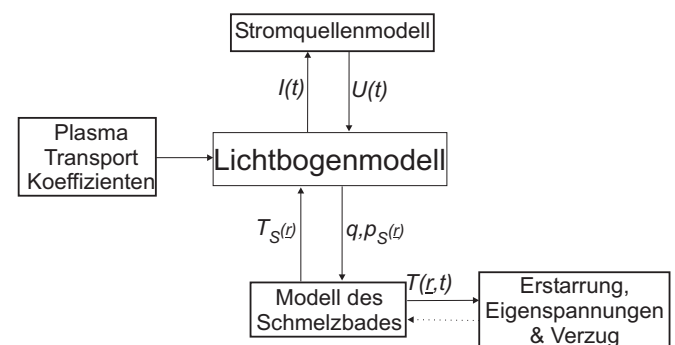 Stromquellenmodell
I(t)
U(t)
Plasma
Transport
Koeffizienten
Lichtbogenmodell
T_S(r)
q,p_S(r)
T(r,t)
Modell des
Schmelzbades
Erstarrung,
Eigenspannungen
& Verzug